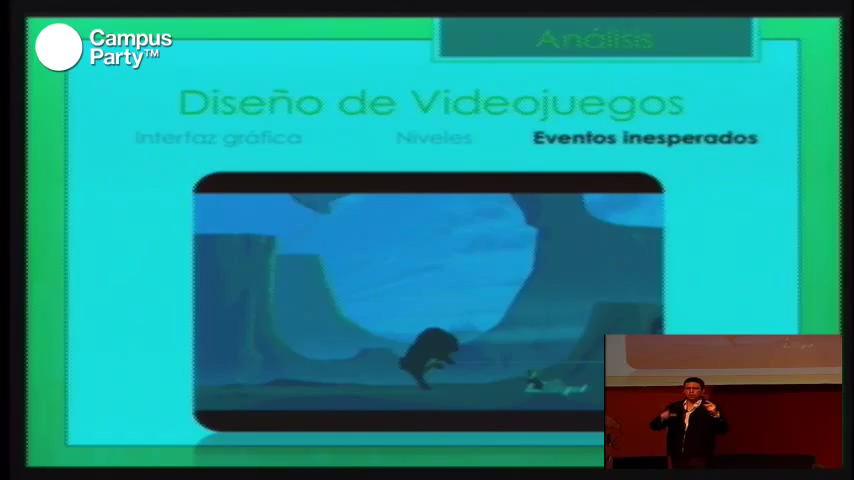 Campus
Party™
Análisis
Diseño de Videojuegos
Interfaz gráfica
Niveles
Eventos inesperados